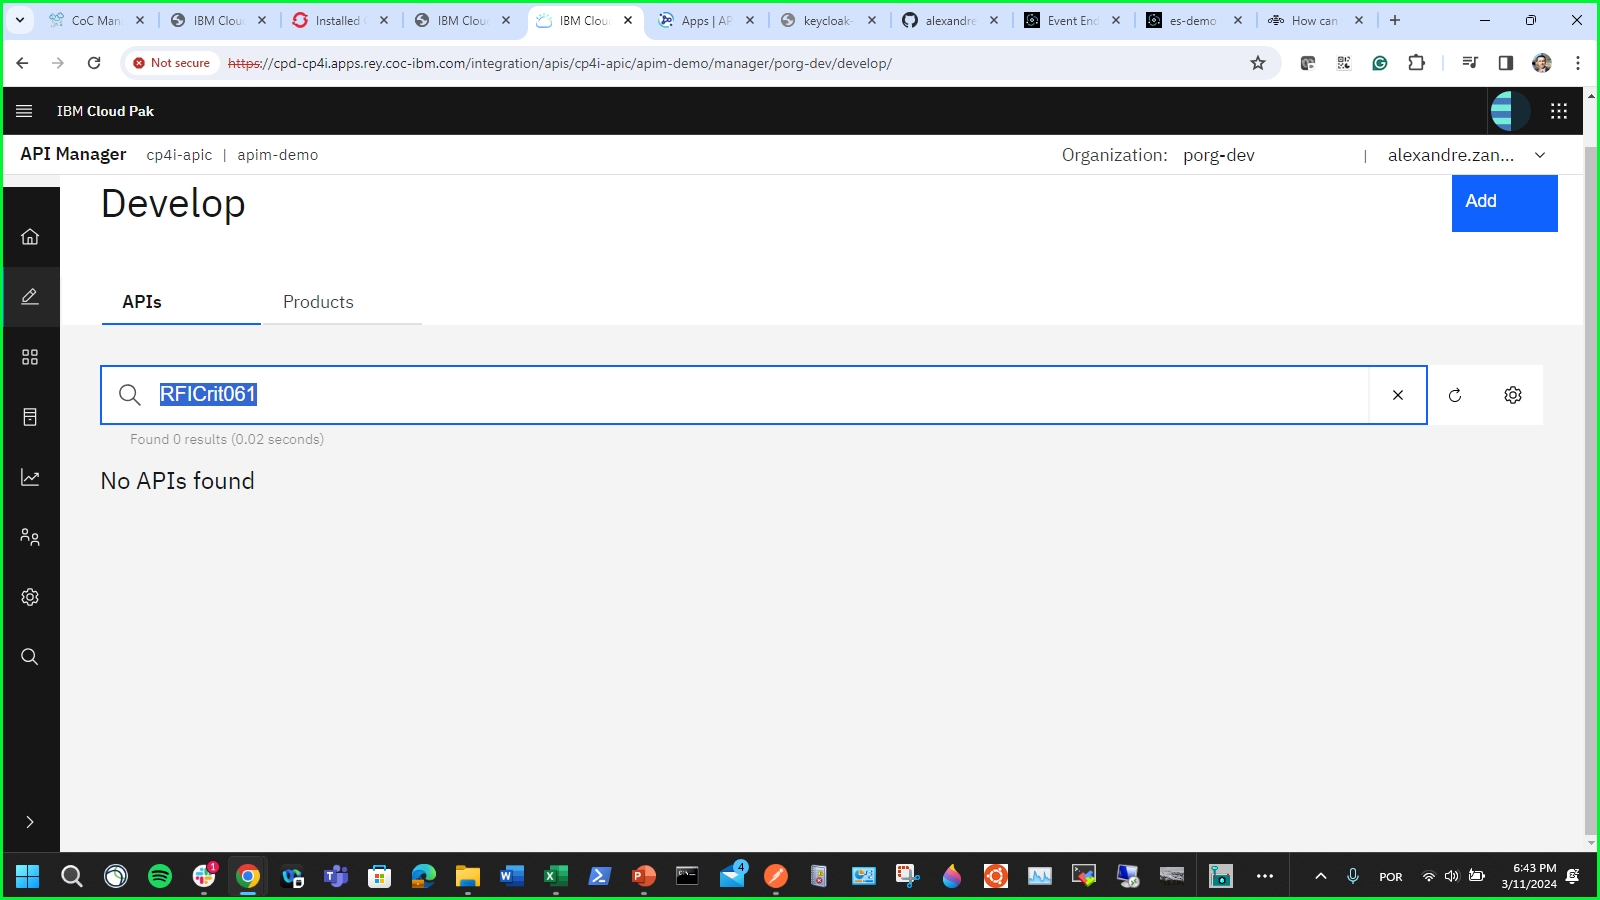 CoC Man
IBM Clou
Installed
IBM Clou
IBM Clou
Apps | AP
keycloak-
alexandre
Event End
es-demo
How can
Not secure
https://cpd-cp4i.apps.rey.coc-ibm.com/integration/apis/cp4i-apic/apim-demo/manager/porg-dev/develop/
IBM Cloud Pak
API Manager cp4i-apic | apim-demo
Organization: porg-dev | alexandre.zan...
Develop
Add
APIs
Products
RFICrit061
Found 0 results (0.02 seconds)
No APIs found
1
4
POR
6:43 PM
3/11/2024